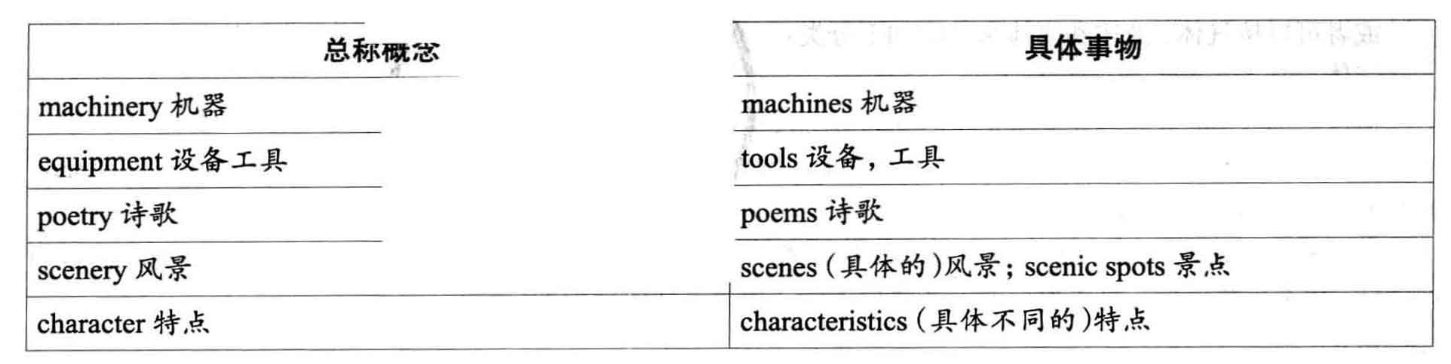 总称概念 具体事物
machinery 机器 machines 机器
equipment 设备工具 tools 设备，工具
poetry 诗歌 poems 诗歌
scenery 风景 scenes（具体的）风景；scenic spots 景点
character 特点 characteristics（具体不同的）特点